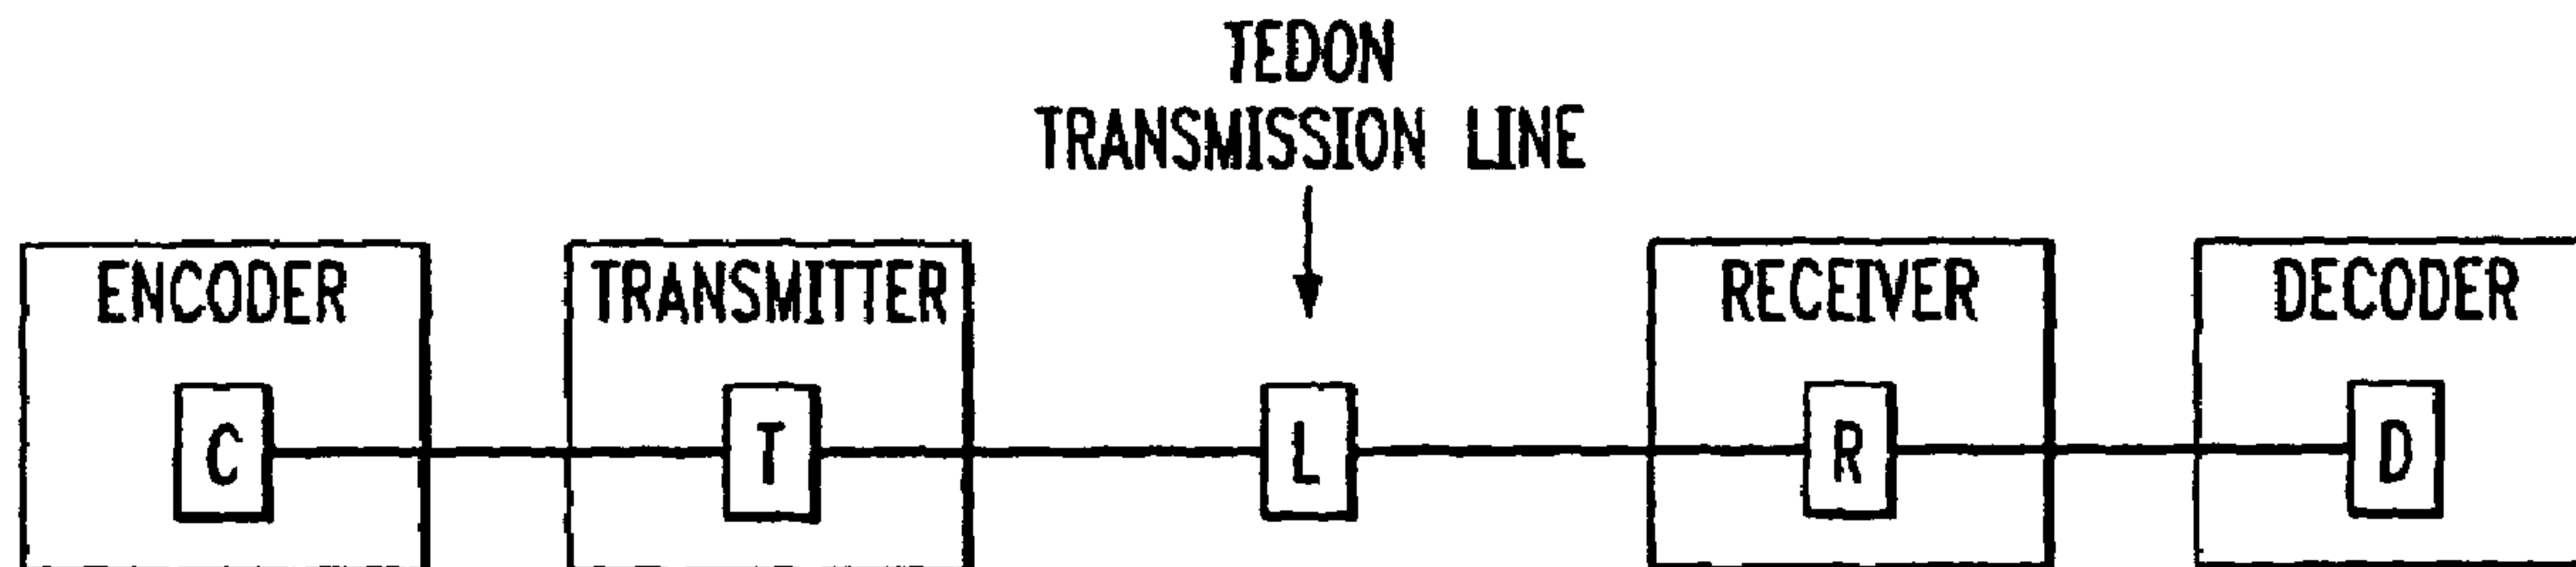 TEDON
TRANSMISSION LINE
ENCODER
TRANSMITTER
RECEIVER
DECODER
C
T
L
R
D